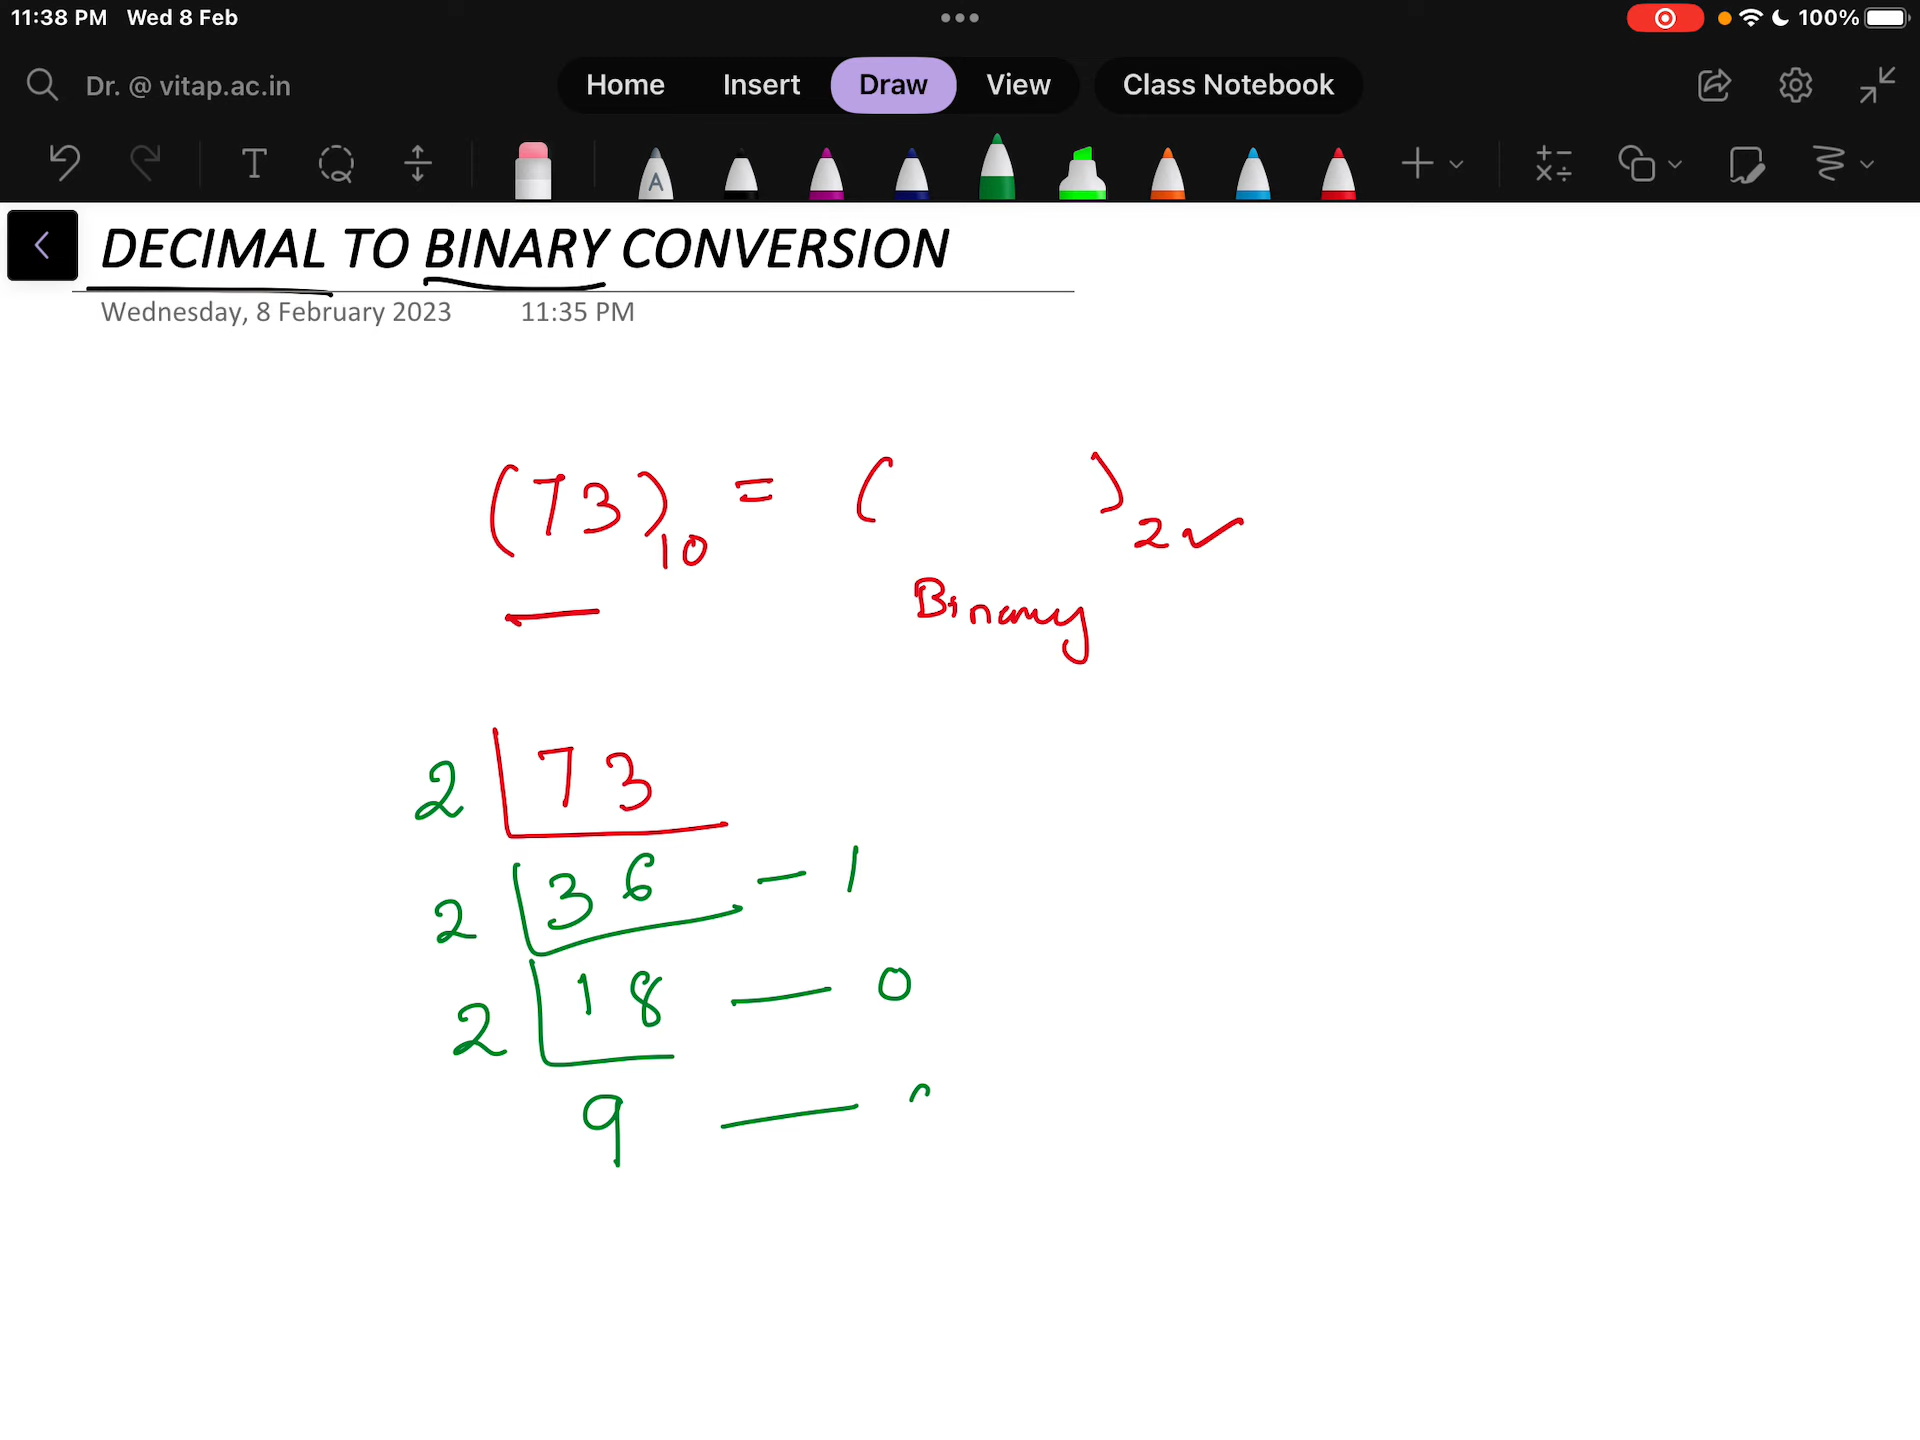 11:38 PM Wed 8 Feb 100%
Dr. @ vitap.ac.in Home Insert Draw View Class Notebook
T A
DECIMAL TO BINARY CONVERSION
Wednesday, 8 February 2023 11:35 PM
(73)10 = ( )2 ✓
Binary
2 73
2 36 — 1
2 18 — 0
9 —